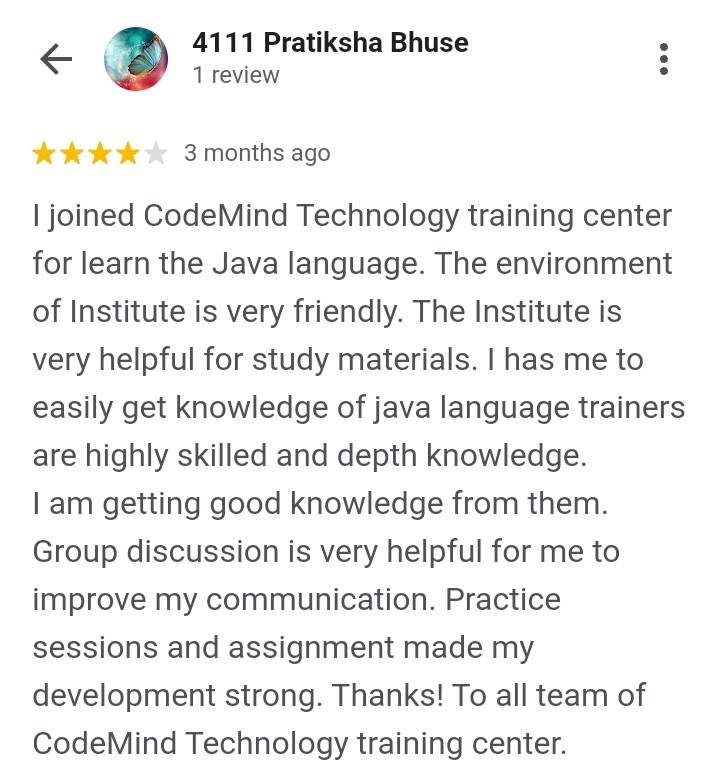 4111 Pratiksha Bhuse
1 review
3 months ago
I joined CodeMind Technology training center
for learn the Java language. The environment
of Institute is very friendly. The Institute is
very helpful for study materials. I has me to
easily get knowledge of java language trainers
are highly skilled and depth knowledge.
I am getting good knowledge from them.
Group discussion is very helpful for me to
improve my communication. Practice
sessions and assignment made my
development strong. Thanks! To all team of
CodeMind Technology training center.